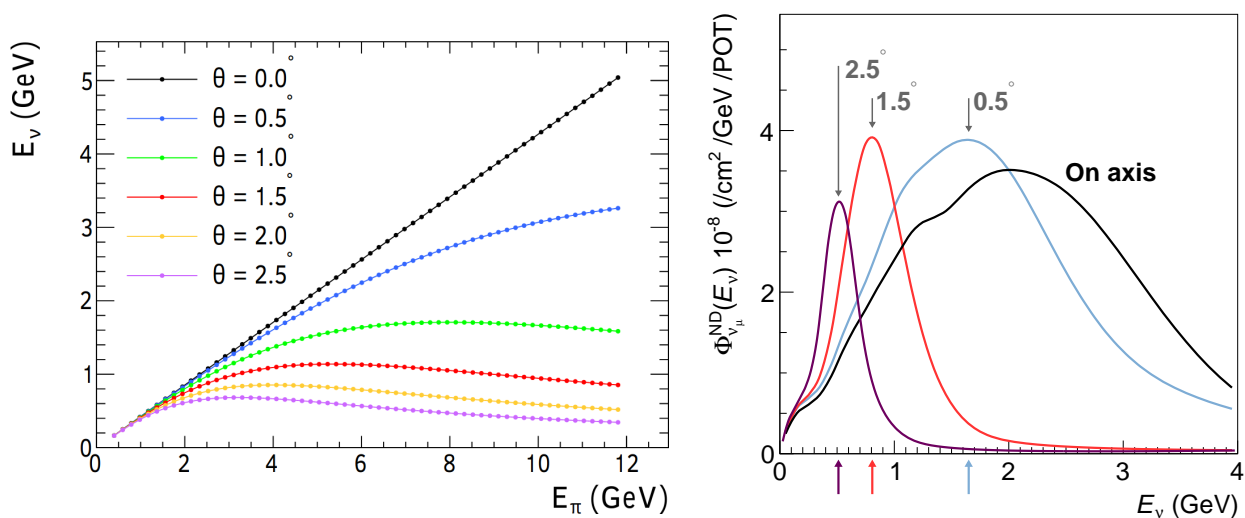 E_ν (GeV)
5
4
3
2
1
0
θ = 0.0°
θ = 0.5°
θ = 1.0°
θ = 1.5°
θ = 2.0°
θ = 2.5°
0 2 4 6 8 10 12
E_π (GeV)
Φ^ND_ν_μ(E_ν) 10^-8 (/cm^2 /GeV /POT)
4
2
0
2.5°
1.5°
0.5°
On axis
0 1 2 3 4
E_ν (GeV)